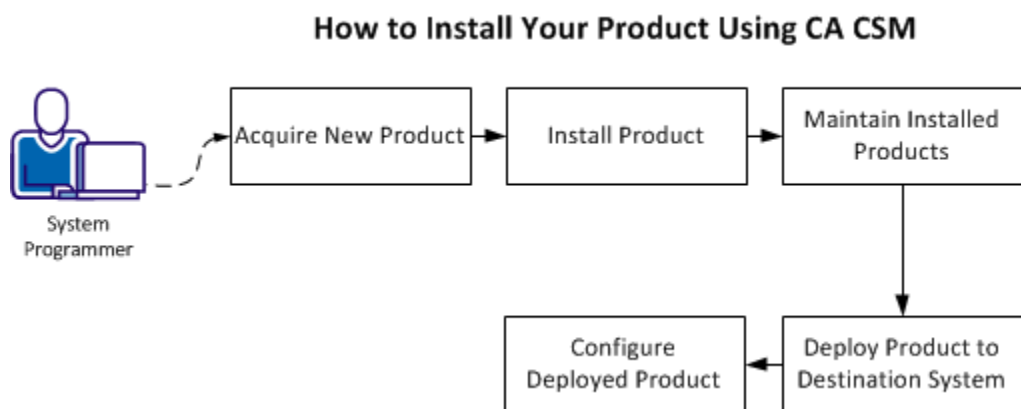 How to Install Your Product Using CA CSM
System
Programmer
Acquire New Product
Install Product
Maintain Installed
Products
Deploy Product to
Destination System
Configure
Deployed Product